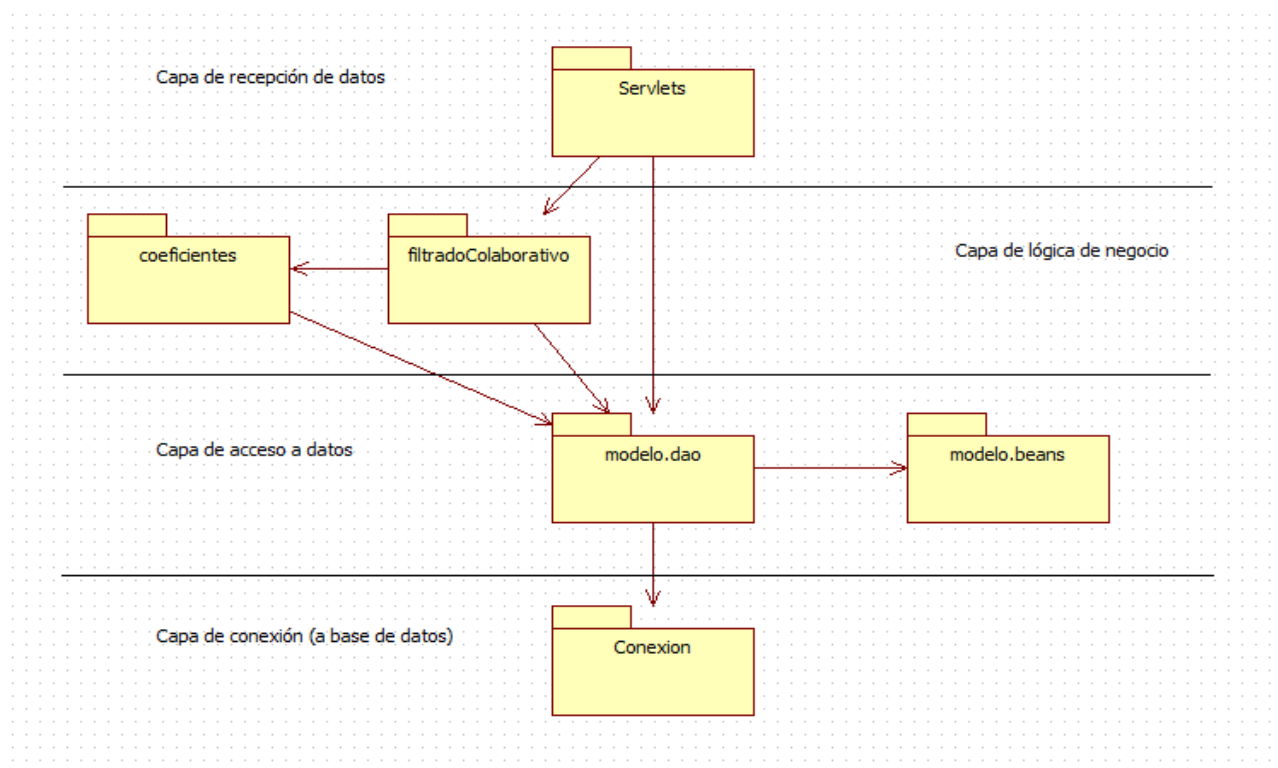 Capa de recepción de datos
Servlets
coeficientes
filtradoColaborativo
Capa de lógica de negocio
Capa de acceso a datos
modelo.dao
modelo.beans
Capa de conexión (a base de datos)
Conexion